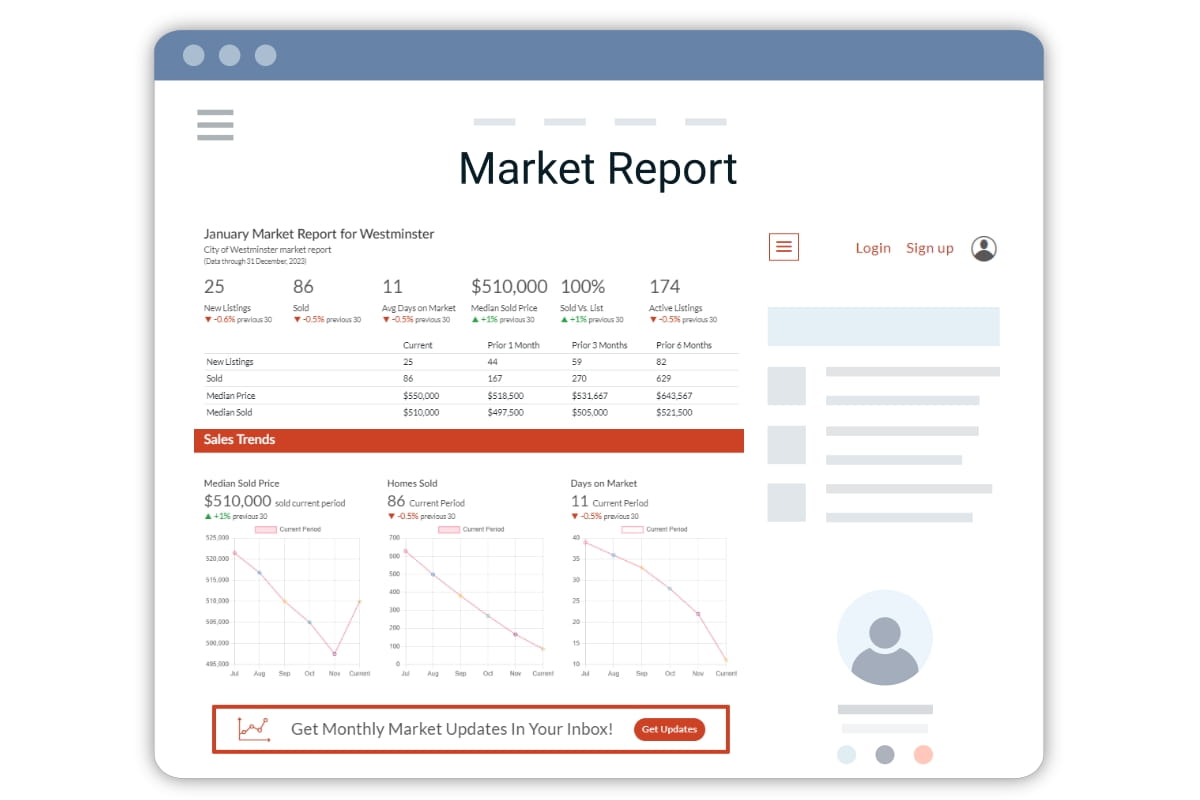 Market Report
January Market Report for Westminster
City of Westminster market report
(Data through 31 December, 2023)
Login Sign up
25 86 11 $510,000 100% 174
New Listings Sold Avg Days on Market Median Sold Price Sold Vs. List Active Listings
▼ -0.6% previous 30 ▼ -0.5% previous 30 ▼ -0.5% previous 30 ▲ +1% previous 30 ▲ +1% previous 30 ▼ -0.5% previous 30
Current Prior 1 Month Prior 3 Months Prior 6 Months
New Listings 25 44 59 82
Sold 86 167 270 629
Median Price $550,000 $518,500 $531,667 $643,567
Median Sold $510,000 $497,500 $505,000 $521,500
Sales Trends
Median Sold Price
$510,000 sold current period
▲ +1% previous 30
Current Period
525,000
520,000
515,000
510,000
505,000
500,000
495,000
Jul Aug Sep Oct Nov Current
Homes Sold
86 Current Period
▼ -0.5% previous 30
Current Period
700
600
500
400
300
200
100
0
Jul Aug Sep Oct Nov Current
Days on Market
11 Current Period
▼ -0.5% previous 30
Current Period
40
35
30
25
20
15
10
Jul Aug Sep Oct Nov Current
Get Monthly Market Updates In Your Inbox! Get Updates